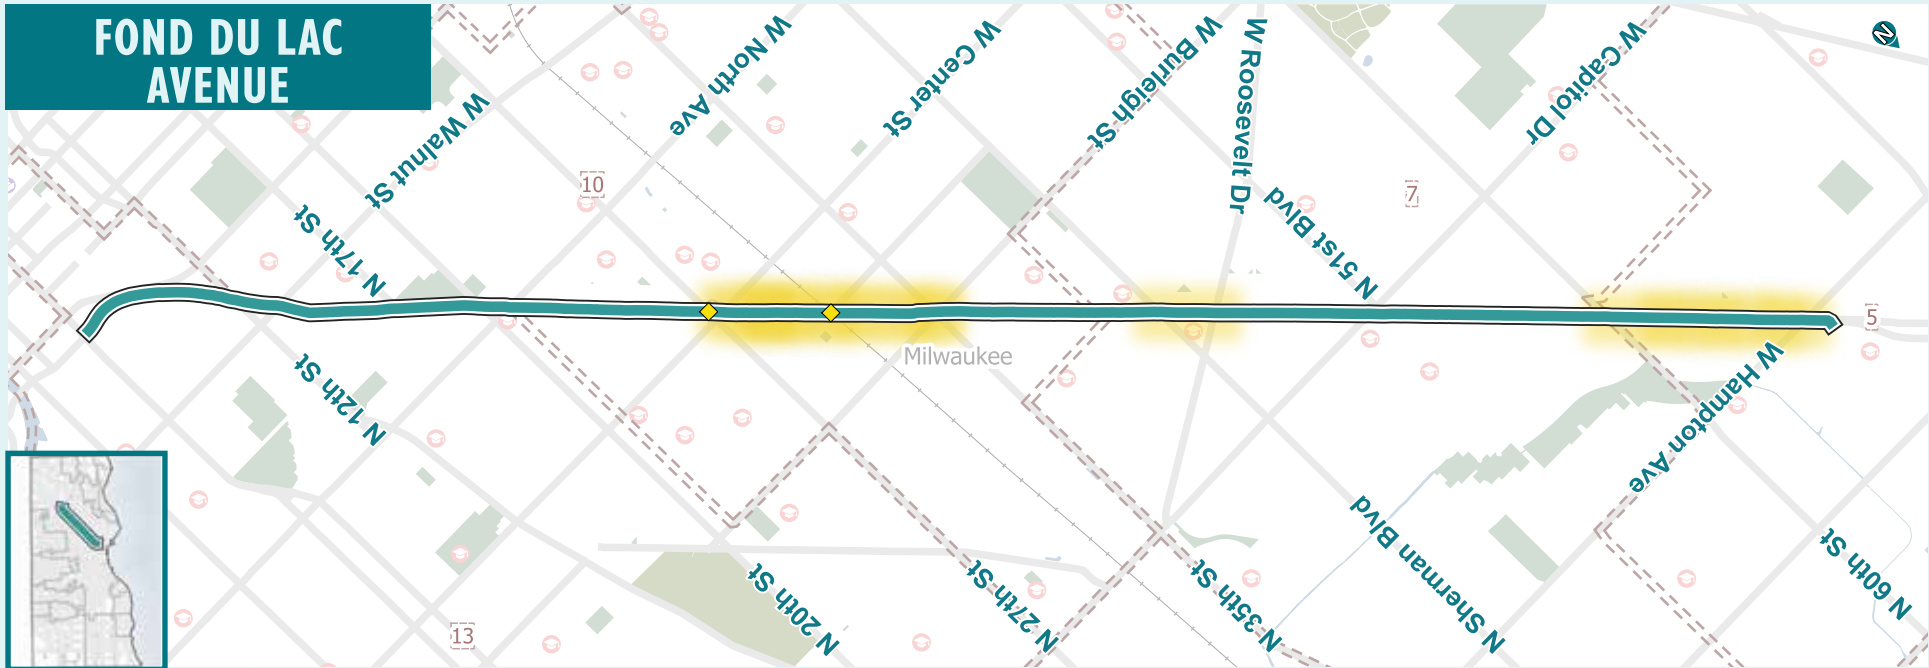 FOND DU LAC
AVENUE
N
W North Ave
W Center St
W Burleigh St
W Roosevelt Dr
W Capitol Dr
W Walnut St
10
7
N 17th St
N 51st Blvd
5
Milwaukee
N 12th St
W Hampton Ave
N 20th St
N 27th St
N 35th St
N Sherman Blvd
N 60th St
13